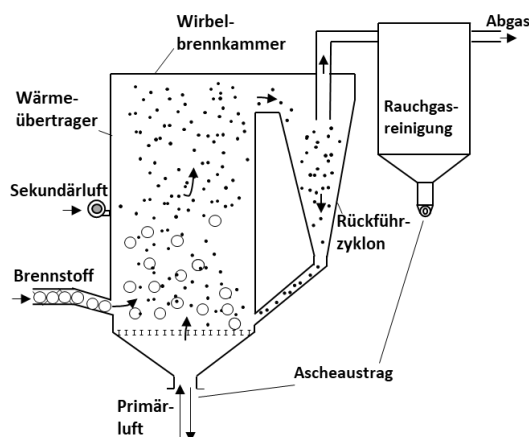 Wirbel-
brennkammer
Abgas
Wärme-
übertrager
Rauchgas-
reinigung
Sekundärluft
Rückführ-
zyklon
Brennstoff
Ascheaustrag
Primär-
luft